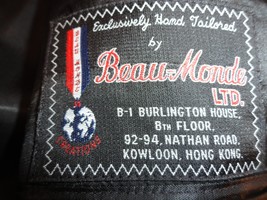 Exclusively Hand Tailored
by
Beau-Monde
LTD.
B-1 BURLINGTON HOUSE,
8TH FLOOR,
92-94, NATHAN ROAD,
KOWLOON, HONG KONG.
CREATIONS